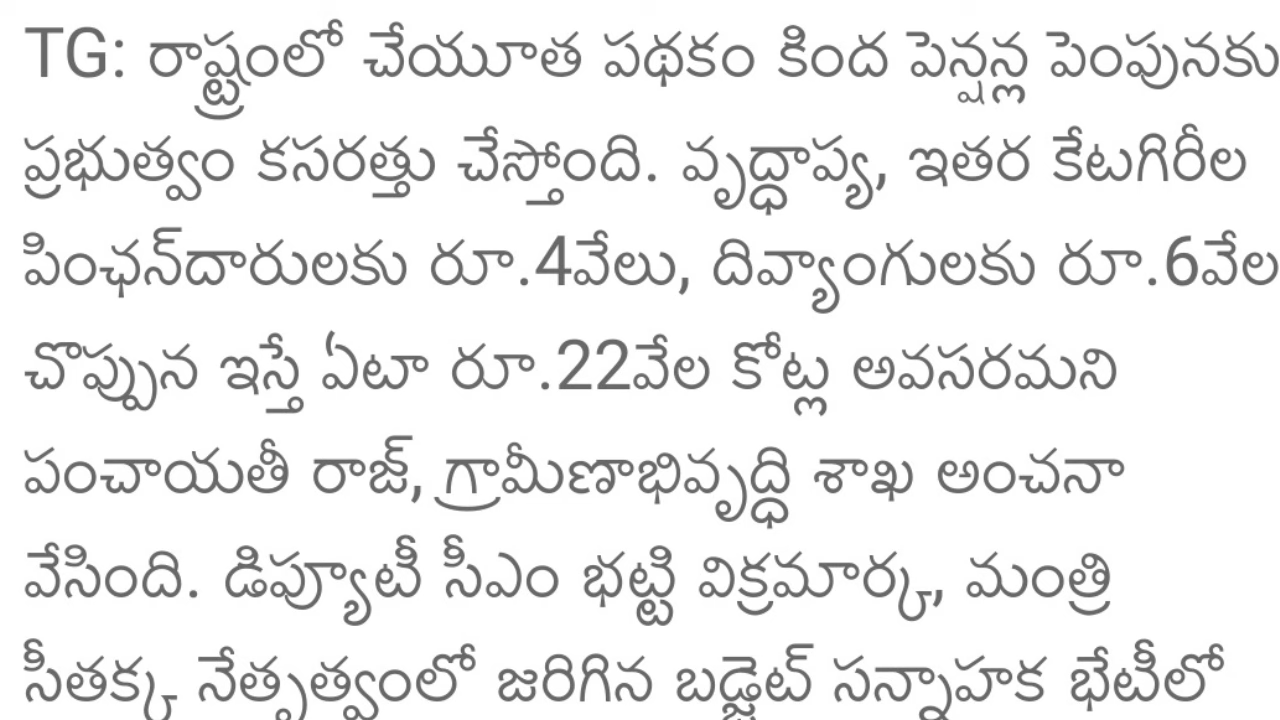 TG: రాష్ట్రంలో చేయూత పథకం కింద పెన్షన్ల పెంపునకు
ప్రభుత్వం కసరత్తు చేస్తోంది. వృద్ధాప్య, ఇతర కేటగిరీల
పింఛన్‌దారులకు రూ.4వేలు, దివ్యాంగులకు రూ.6వేల
చొప్పున ఇస్తే ఏటా రూ.22వేల కోట్ల అవసరమని
పంచాయతీ రాజ్, గ్రామీణాభివృద్ధి శాఖ అంచనా
వేసింది. డిప్యూటీ సీఎం భట్టి విక్రమార్క, మంత్రి
సీతక్క నేతృత్వంలో జరిగిన బడ్జెట్ సన్నాహక భేటీలో